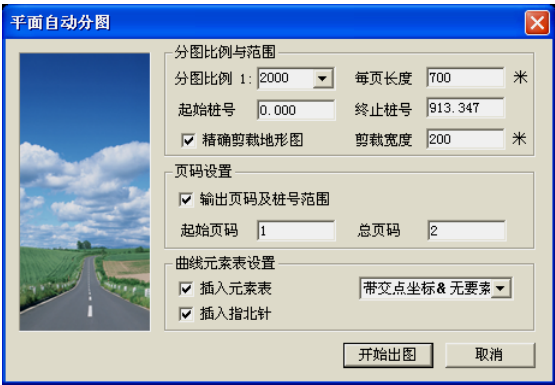 平面自动分图
分图比例与范围
分图比例 1: 2000 每页长度 700 米
起始桩号 0.000 终止桩号 913.347
精确剪裁地形图 剪裁宽度 200 米
页码设置
输出页码及桩号范围
起始页码 1 总页码 2
曲线元素表设置
插入元素表 带交点坐标&无要素
插入指北针
开始出图 取消